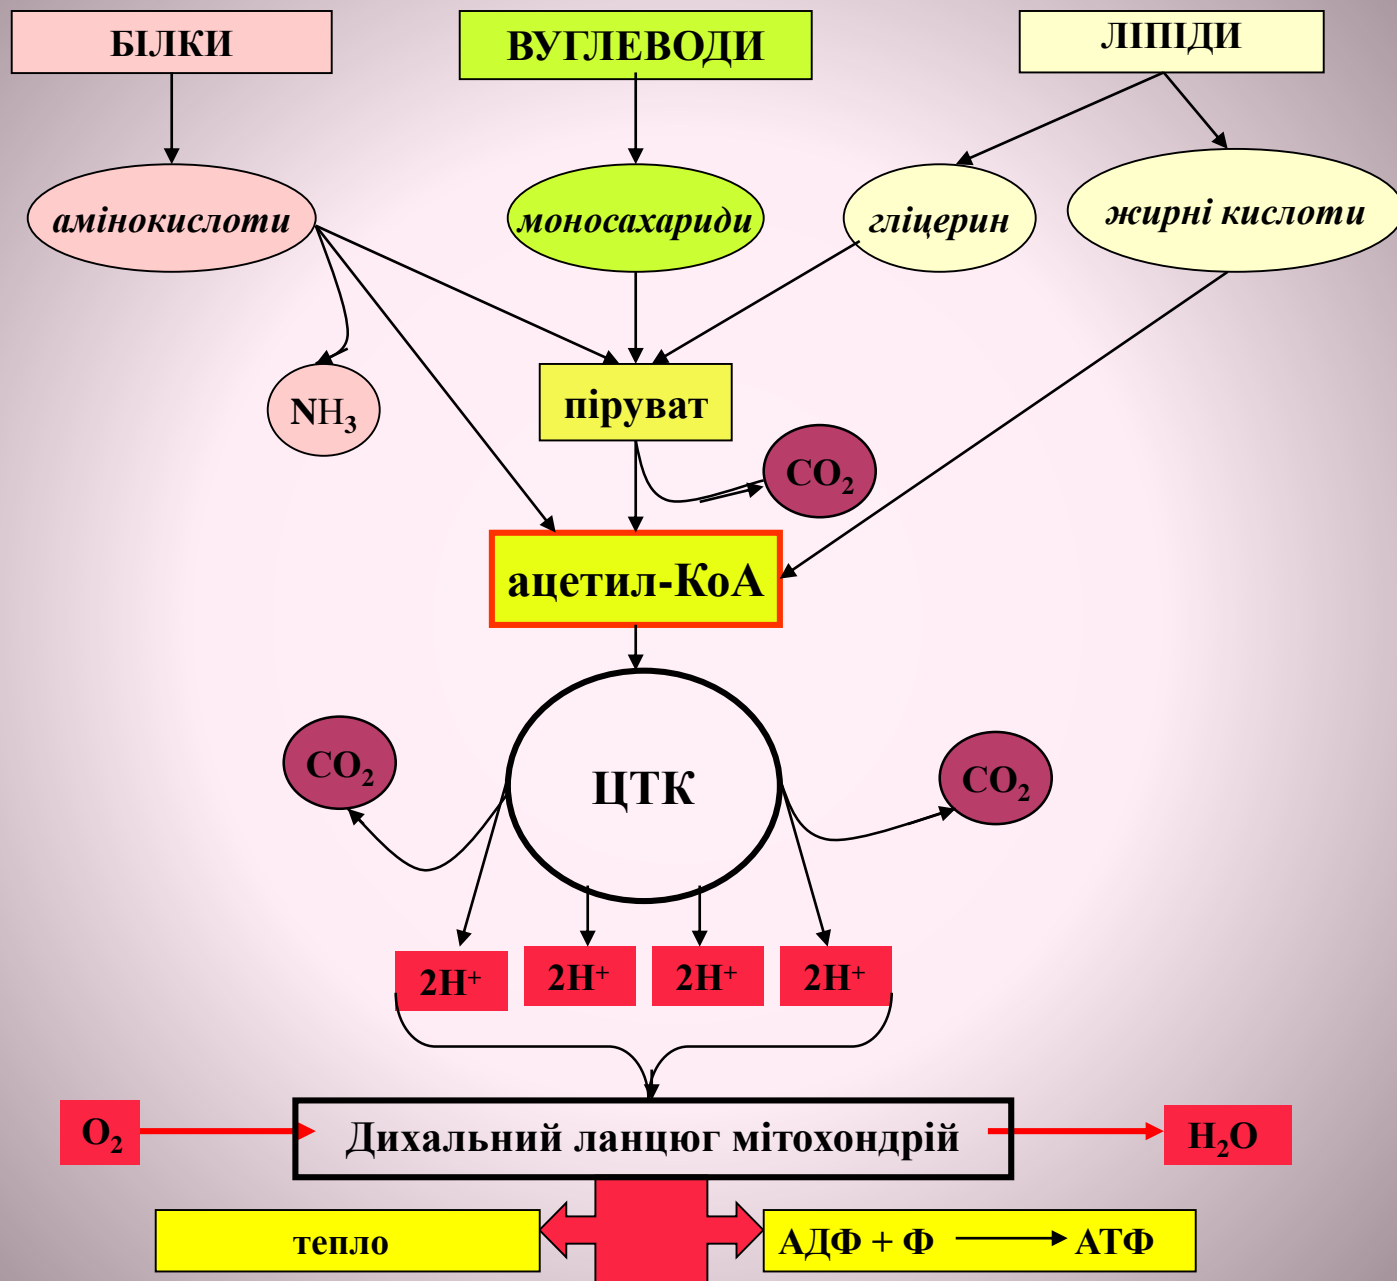 БІЛКИ
ВУГЛЕВОДИ
ЛІПІДИ
амінокислоти
моносахариди
гліцерин
жирні кислоти
NH₃
піруват
CO₂
ацетил-КоА
CO₂
ЦТК
CO₂
2H⁺
2H⁺
2H⁺
2H⁺
O₂
Дихальний ланцюг мітохондрій
H₂O
тепло
АДФ + Ф → АТФ